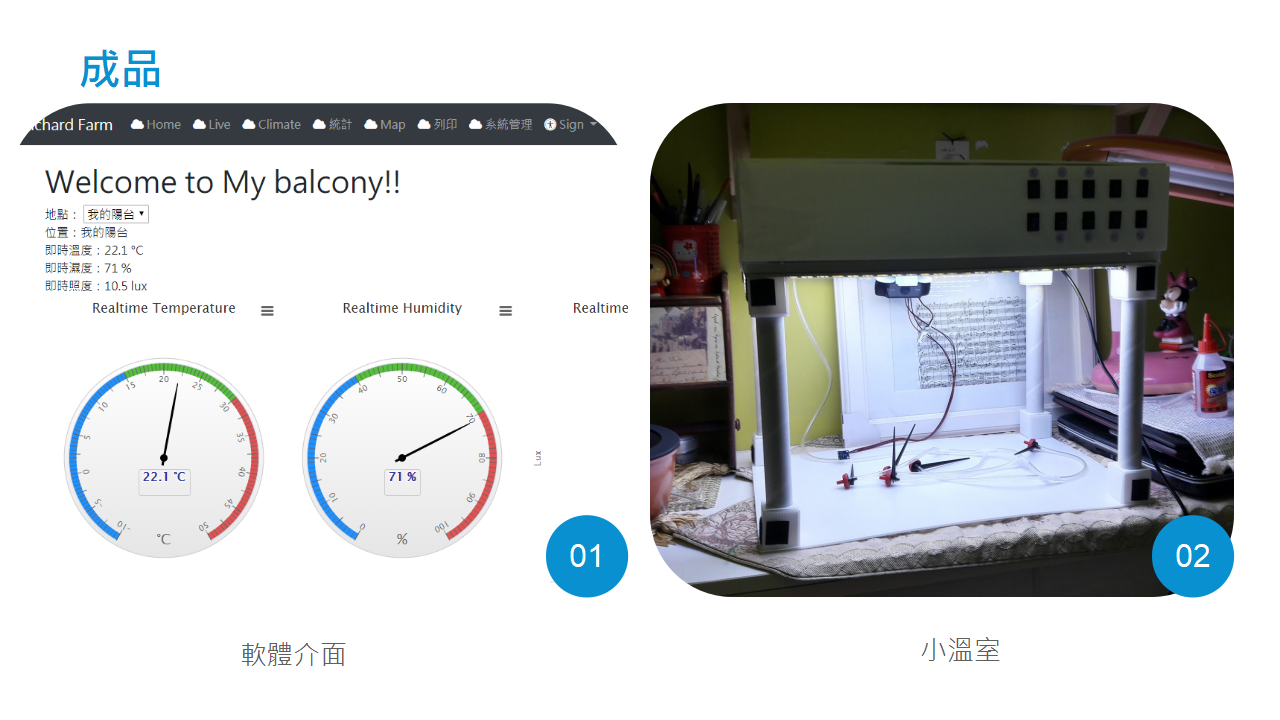 成品
chard Farm Home Live Climate 統計 Map 列印 系統管理 Sign
Welcome to My balcony!!
地點： 我的陽台
位置：我的陽台
即時溫度：22.1 °C
即時濕度：71 %
即時照度：10.5 lux
Realtime Temperature
Realtime Humidity
Realtime
-10 -5 0 5 10 15 20 25 30 35 40 45 50
22.1 °C
°C
0 10 20 30 40 50 60 70 80 90 100
71 %
%
Lux
01
02
軟體介面
小溫室